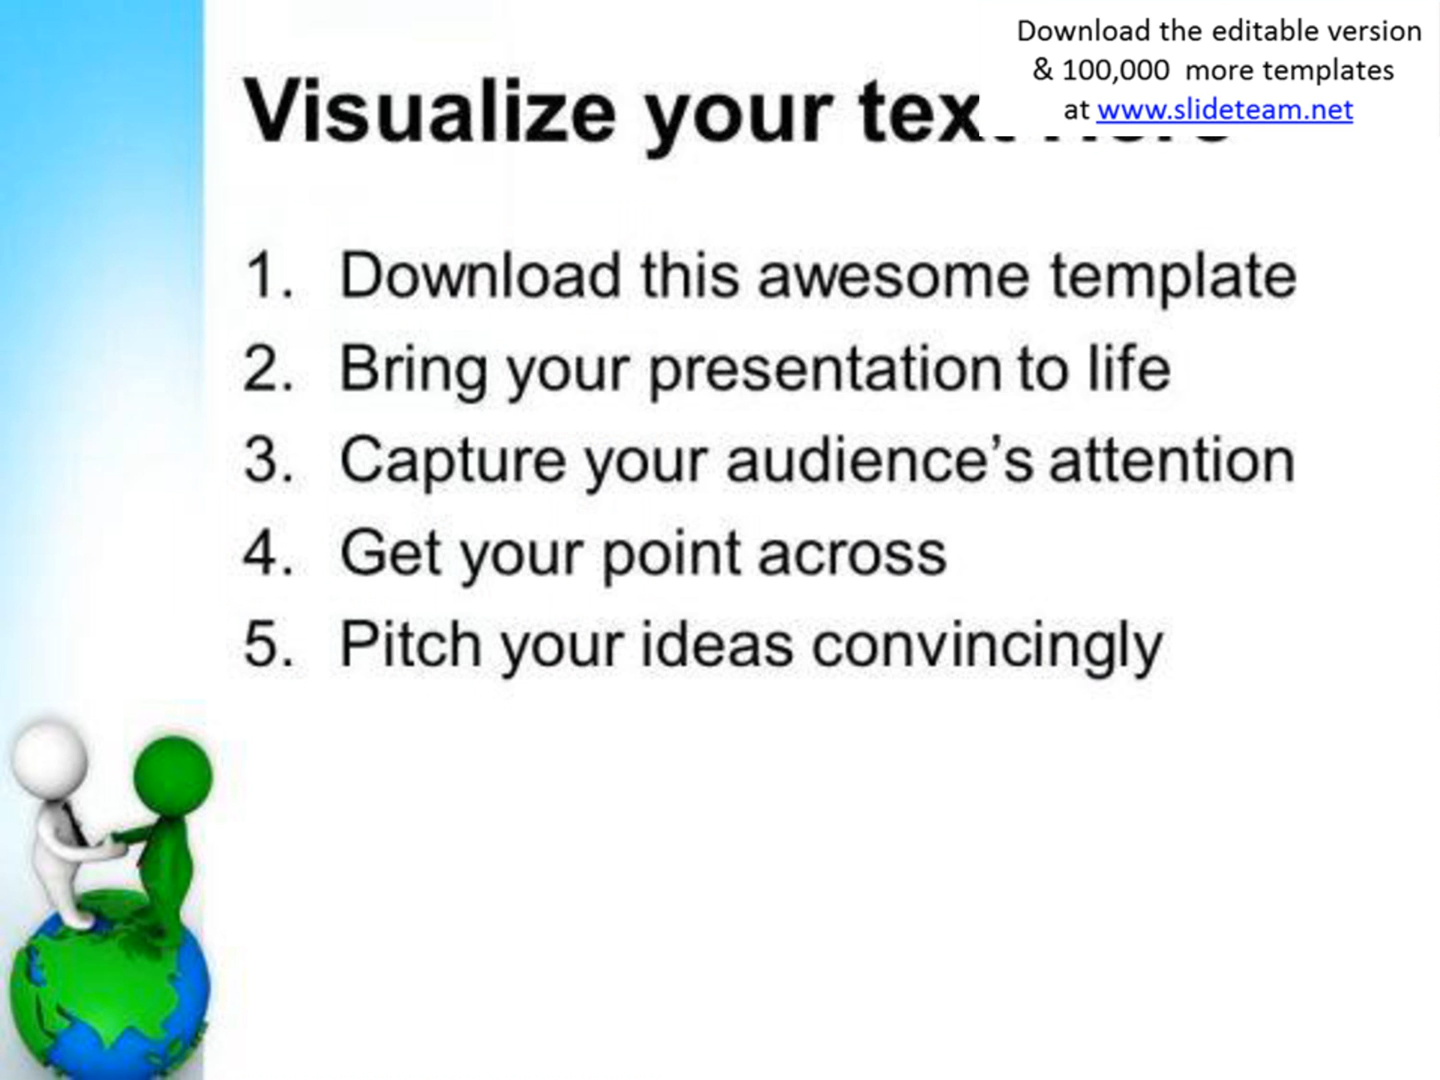 Download the editable version
& 100,000 more templates
at www.slideteam.net
Visualize your text
1. Download this awesome template
2. Bring your presentation to life
3. Capture your audience’s attention
4. Get your point across
5. Pitch your ideas convincingly